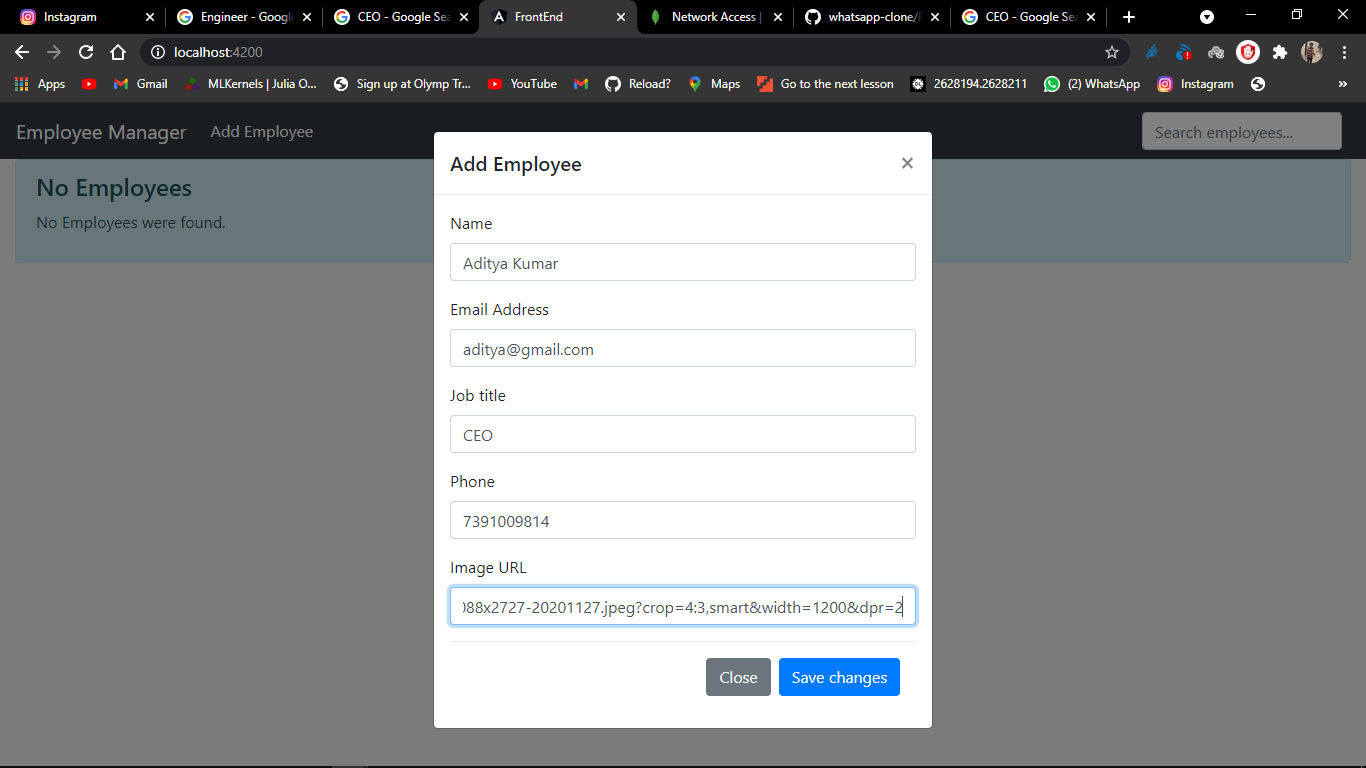 Instagram
Engineer - Googl
CEO - Google Sea
FrontEnd
Network Access |
whatsapp-clone/
CEO - Google Sea
localhost:4200
Apps
Gmail
MLKernels | Julia O...
Sign up at Olymp Tr...
YouTube
Reload?
Maps
Go to the next lesson
2628194.2628211
(2) WhatsApp
Instagram
»
Employee Manager
Add Employee
Search employees...
No Employees
No Employees were found.
Add Employee
×
Name
Aditya Kumar
Email Address
aditya@gmail.com
Job title
CEO
Phone
7391009814
Image URL
088x2727-20201127.jpeg?crop=4:3,smart&width=1200&dpr=2
Close
Save changes